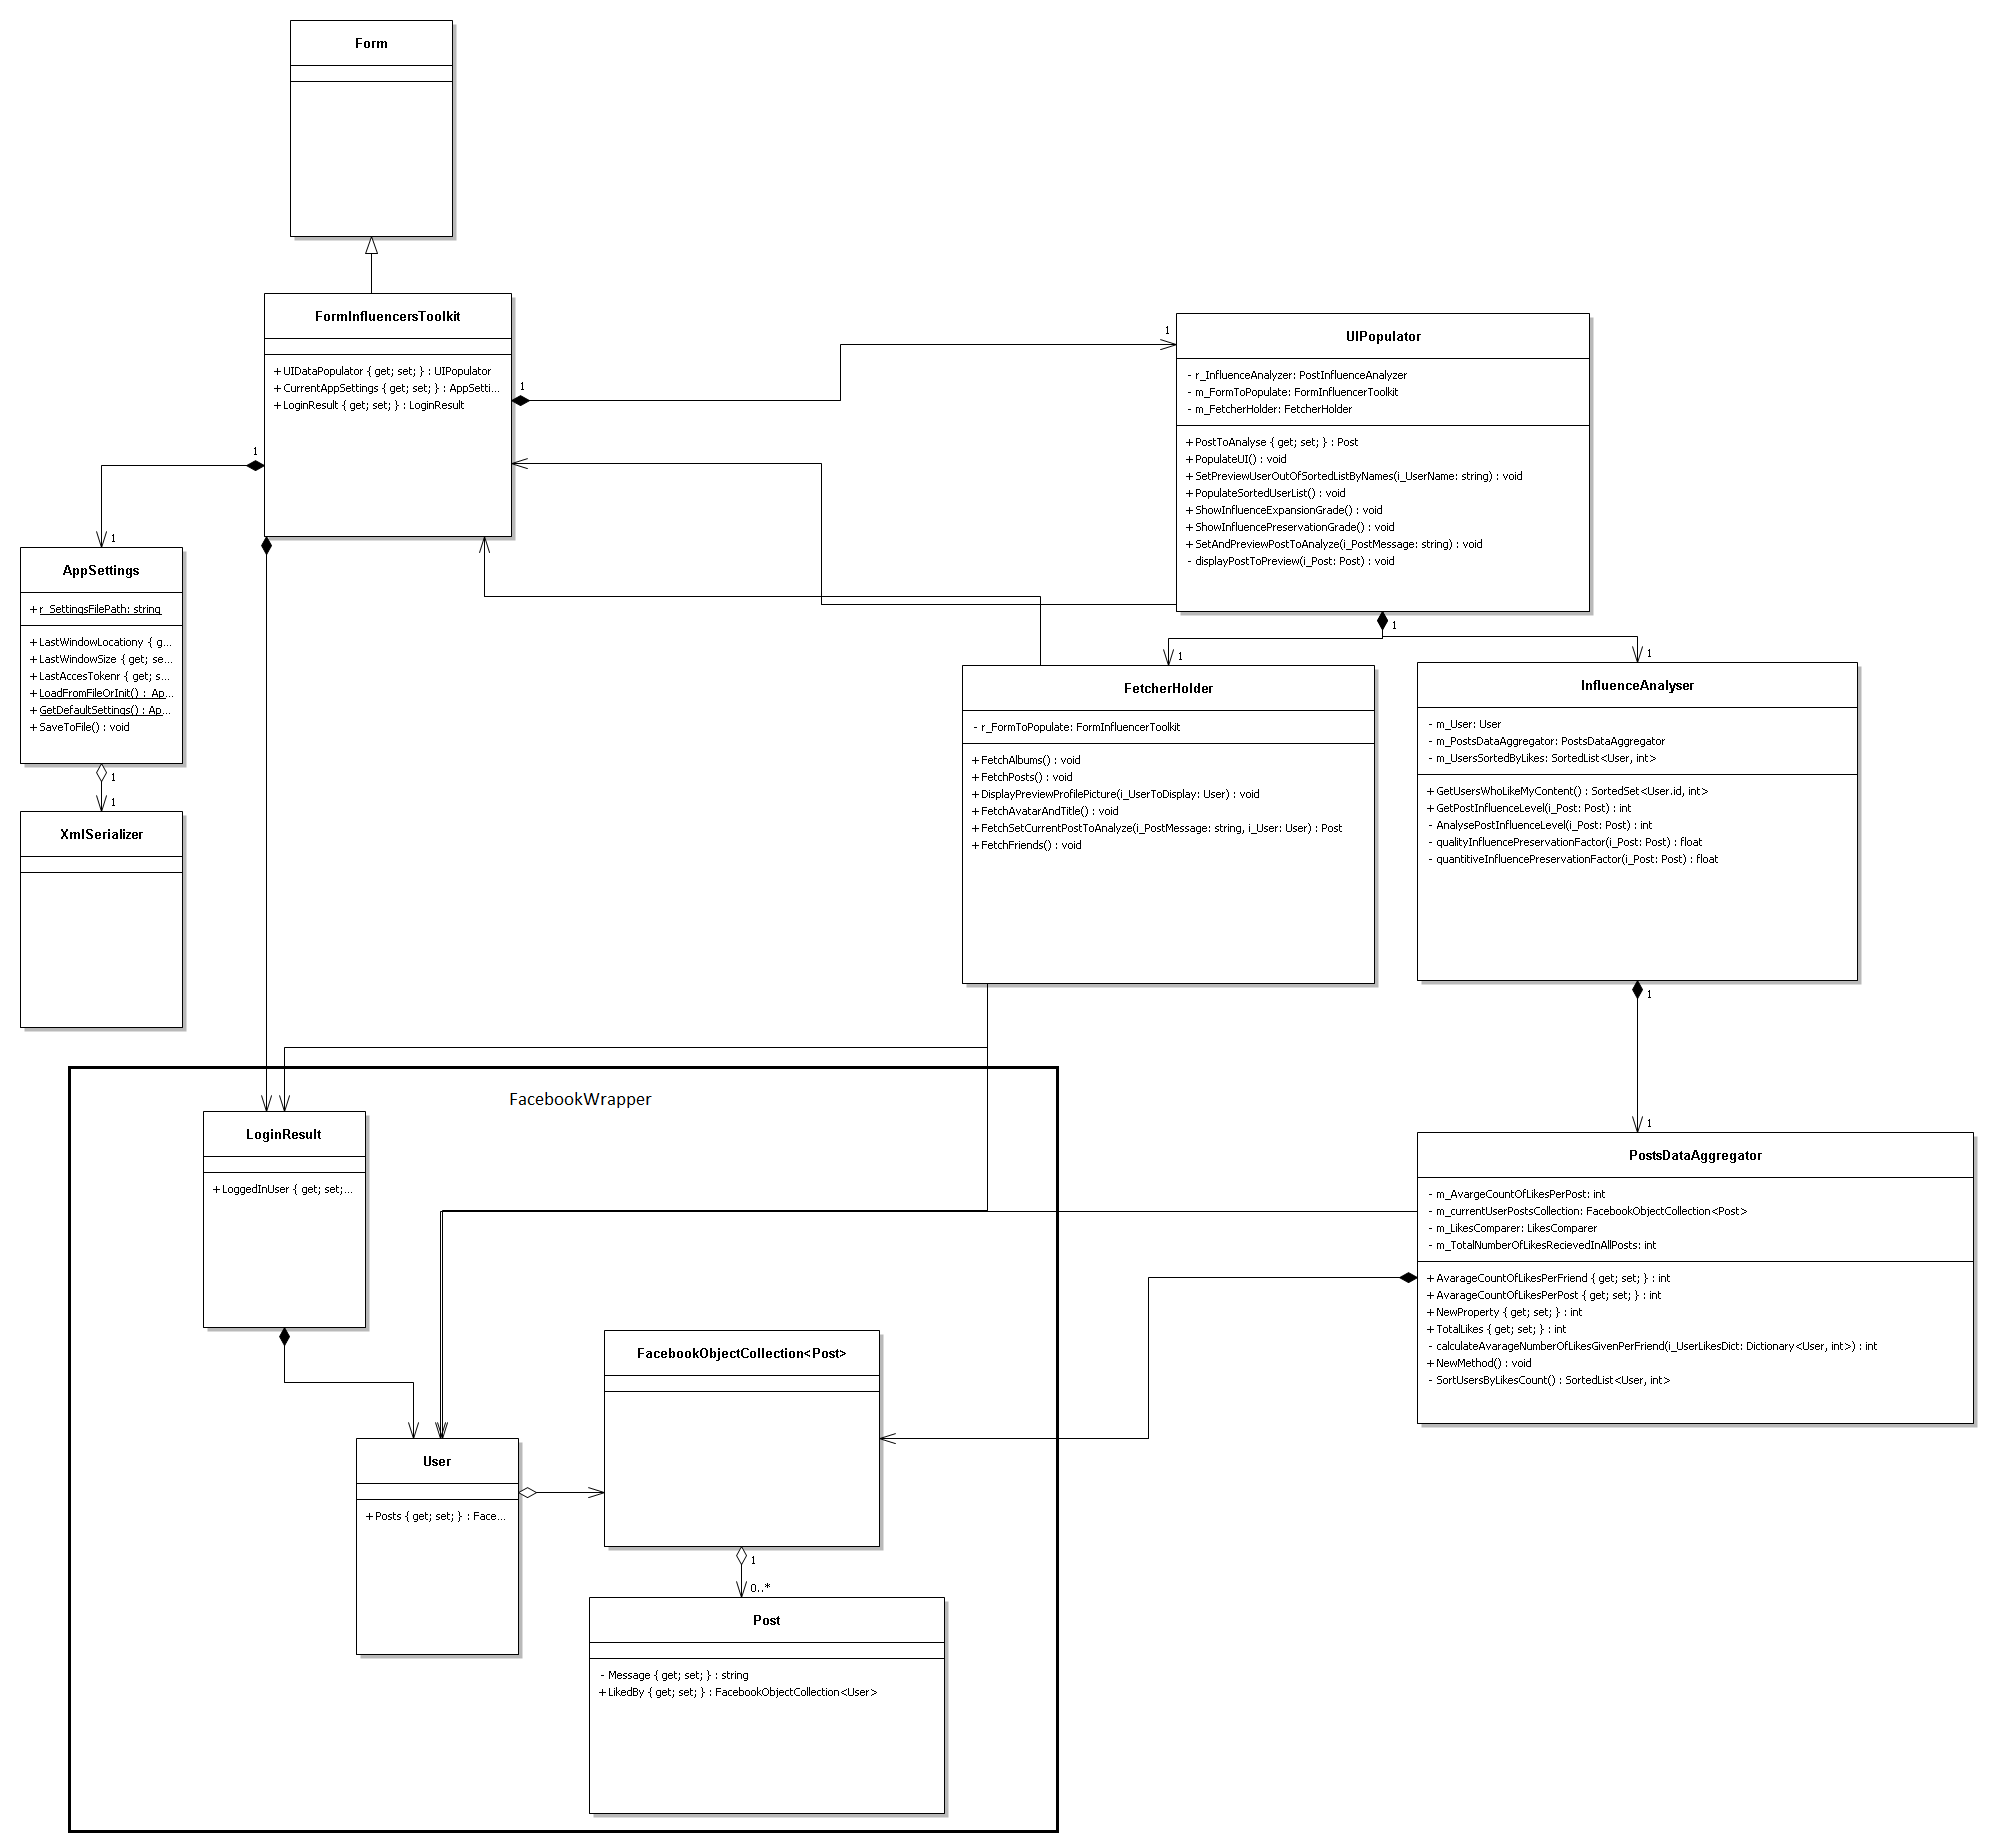 Form
FormInfluencersToolkit
+ UIDataPopulator { get; set; } : UIPopulator
+ CurrentAppSettings { get; set; } : AppSetti...
+ LoginResult { get; set; } : LoginResult
1
1
1
1
UIPopulator
- r_InfluenceAnalyzer: PostInfluenceAnalyzer
- m_FormToPopulate: FormInfluencerToolkit
- m_FetcherHolder: FetcherHolder
+ PostToAnalyse { get; set; } : Post
+ PopulateUI() : void
+ SetPreviewUserOutOfSortedListByNames(i_UserName: string) : void
+ PopulateSortedUserList() : void
+ ShowInfluenceExpansionGrade() : void
+ ShowInfluencePreservationGrade() : void
+ SetAndPreviewPostToAnalyze(i_PostMessage: string) : void
- displayPostToPreview(i_Post: Post) : void
1
1
1
AppSettings
+ r_SettingsFilePath: string
+ LastWindowLocationy { g...
+ LastWindowSize { get; se...
+ LastAccesTokenr { get; s...
+ LoadFromFileOrInit() : Ap...
+ GetDefaultSettings() : Ap...
+ SaveToFile() : void
1
1
XmlSerializer
FetcherHolder
- r_FormToPopulate: FormInfluencerToolkit
+ FetchAlbums() : void
+ FetchPosts() : void
+ DisplayPreviewProfilePicture(i_UserToDisplay: User) : void
+ FetchAvatarAndTitle() : void
+ FetchSetCurrentPostToAnalyze(i_PostMessage: string, i_User: User) : Post
+ FetchFriends() : void
InfluenceAnalyser
- m_User: User
- m_PostsDataAggregator: PostsDataAggregator
- m_UsersSortedByLikes: SortedList<User, int>
+ GetUsersWhoLikeMyContent() : SortedSet<User.id, int>
+ GetPostInfluenceLevel(i_Post: Post) : int
- AnalysePostInfluenceLevel(i_Post: Post) : int
- qualityInfluencePreservationFactor(i_Post: Post) : float
- quantitiveInfluencePreservationFactor(i_Post: Post) : float
1
1
FacebookWrapper
LoginResult
+ LoggedInUser { get; set;...
PostsDataAggregator
- m_AvargeCountOfLikesPerPost: int
- m_currentUserPostsCollection: FacebookObjectCollection<Post>
- m_LikesComparer: LikesComparer
- m_TotalNumberOfLikesRecievedInAllPosts: int
+ AvarageCountOfLikesPerFriend { get; set; } : int
+ AvarageCountOfLikesPerPost { get; set; } : int
+ NewProperty { get; set; } : int
+ TotalLikes { get; set; } : int
- calculateAvarageNumberOfLikesGivenPerFriend(i_UserLikesDict: Dictionary<User, int>) : int
+ NewMethod() : void
- SortUsersByLikesCount() : SortedList<User, int>
FacebookObjectCollection<Post>
User
+ Posts { get; set; } : Face...
1
0..*
Post
- Message { get; set; } : string
+ LikedBy { get; set; } : FacebookObjectCollection<User>